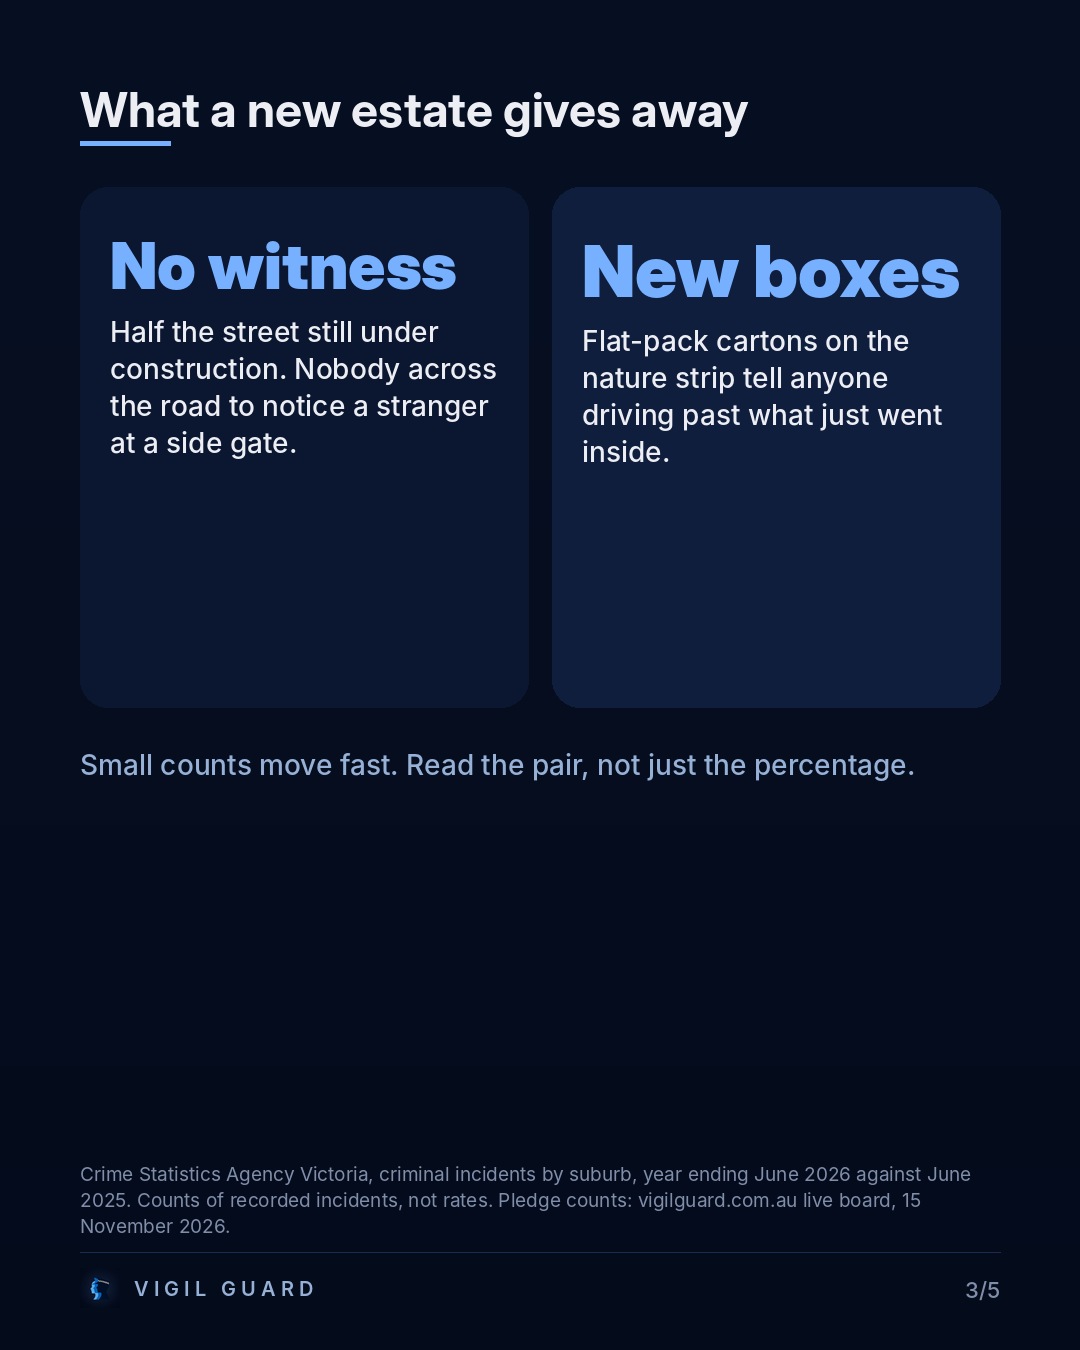 What a new estate gives away
No witness
Half the street still under
construction. Nobody across
the road to notice a stranger
at a side gate.
New boxes
Flat-pack cartons on the
nature strip tell anyone
driving past what just went
inside.
Small counts move fast. Read the pair, not just the percentage.
Crime Statistics Agency Victoria, criminal incidents by suburb, year ending June 2026 against June
2025. Counts of recorded incidents, not rates. Pledge counts: vigilguard.com.au live board, 15
November 2026.
VIGIL GUARD
3/5